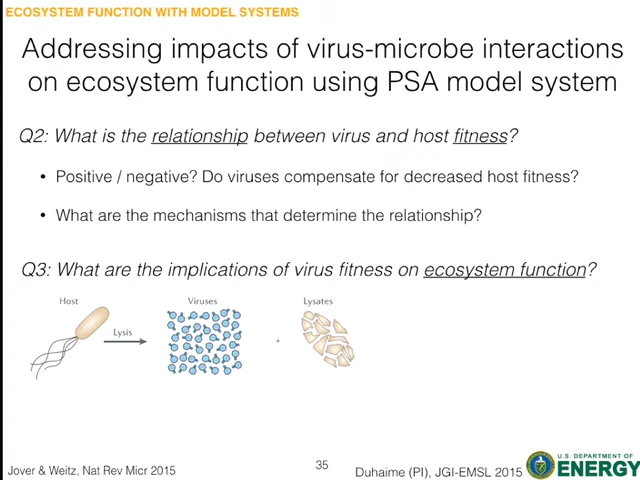 ECOSYSTEM FUNCTION WITH MODEL SYSTEMS
Addressing impacts of virus-microbe interactions
on ecosystem function using PSA model system
Q2: What is the relationship between virus and host fitness?
• Positive / negative? Do viruses compensate for decreased host fitness?
• What are the mechanisms that determine the relationship?
Q3: What are the implications of virus fitness on ecosystem function?
Host
Viruses
Lysates
Lysis
+
Jover & Weitz, Nat Rev Micr 2015
35
Duhaime (PI), JGI-EMSL 2015
U.S. DEPARTMENT OF
ENERGY